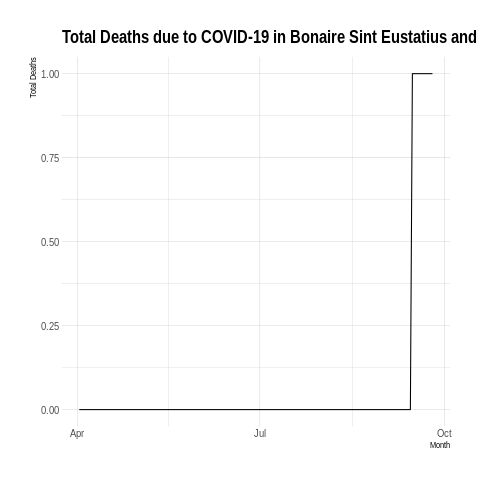 Total Deaths due to COVID-19 in Bonaire Sint Eustatius and
Total Deaths
1.00
0.75
0.50
0.25
0.00
Apr Jul Oct
Month